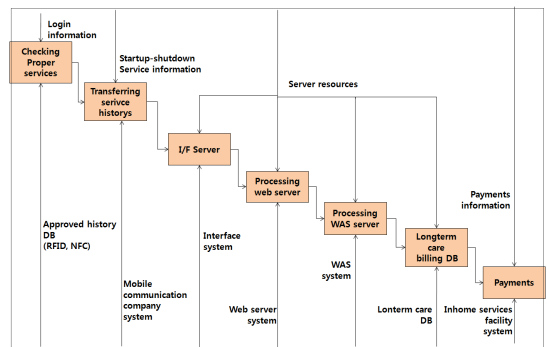 Login
information
Checking
Proper
services
Startup-shutdown
Service information
Transferring
serivce
historys
Server resources
I/F Server
Processing
web server
Processing
WAS server
Payments
information
Longterm
care
billing DB
Payments
Approved history
DB
(RFID, NFC)
Interface
system
WAS
system
Mobile
communication
company
system
Web server
system
Lonterm care
DB
Inhome services
facility
system